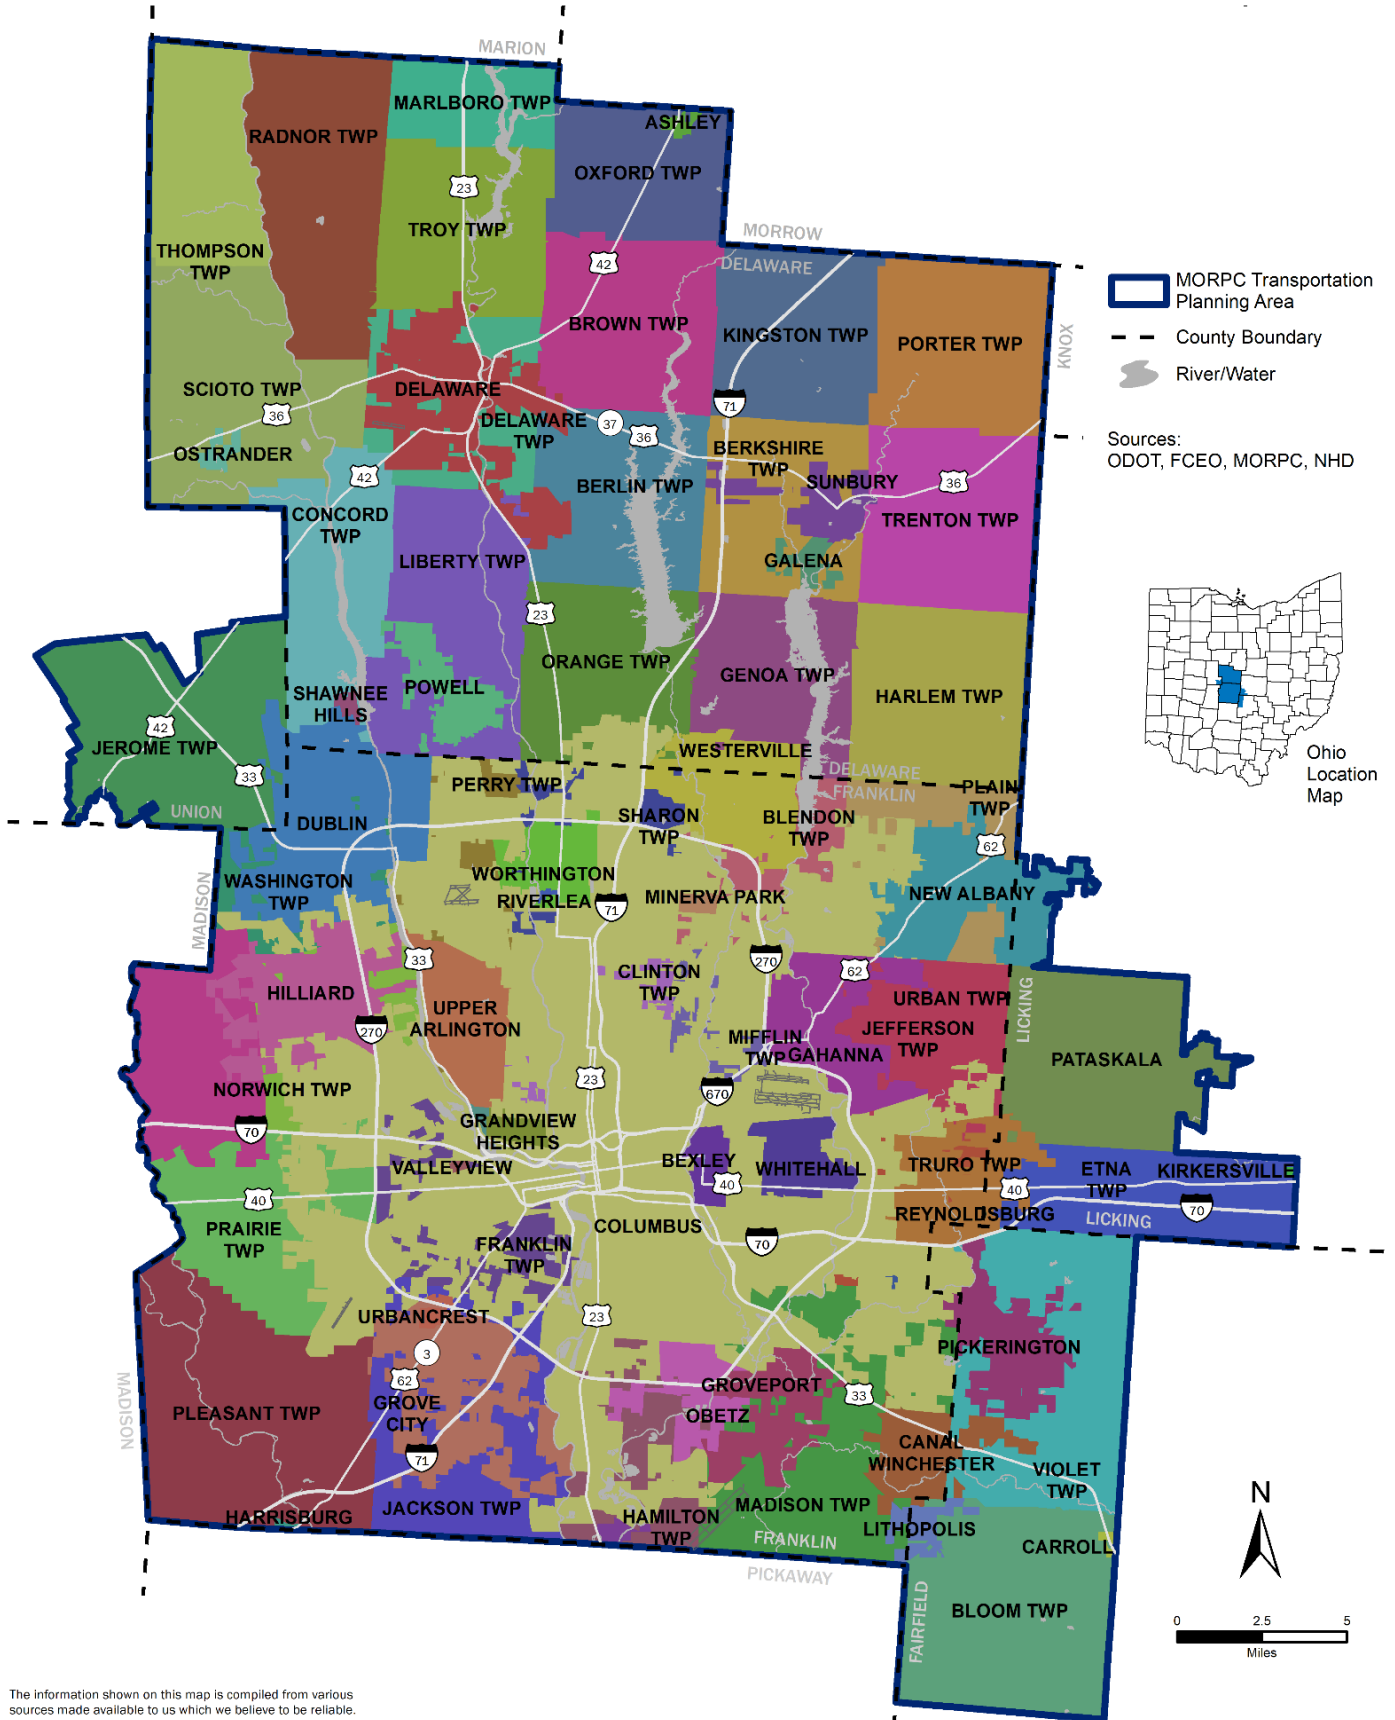 MARION
MARLBORO TWP
RADNOR TWP
ASHLEY
OXFORD TWP
23
TROY TWP
THOMPSON
TWP
MORROW
DELAWARE
42
BROWN TWP
KINGSTON TWP
PORTER TWP
KNOX
MORPC Transportation
Planning Area
County Boundary
River/Water
Sources:
ODOT, FCEO, MORPC, NHD
SCIOTO TWP
36
DELAWARE
DELAWARE
TWP
37
36
71
OSTRANDER
42
BERKSHIRE
TWP
SUNBURY
36
BERLIN TWP
TRENTON TWP
CONCORD
TWP
LIBERTY TWP
GALENA
23
ORANGE TWP
GENOA TWP
HARLEM TWP
SHAWNEE
HILLS
POWELL
42
JEROME TWP
33
UNION
WESTERVILLE
DELAWARE
FRANKLIN
PERRY TWP
PLAIN
TWP
Ohio
Location
Map
DUBLIN
SHARON
TWP
BLENDON
TWP
62
WASHINGTON
TWP
MADISON
WORTHINGTON
RIVERLEA
71
MINERVA PARK
NEW ALBANY
33
270
62
HILLIARD
CLINTON
TWP
UPPER
ARLINGTON
270
URBAN TWP
JEFFERSON
TWP
LICKING
MIFFLIN
TWP
GAHANNA
PATASKALA
NORWICH TWP
23
670
70
GRANDVIEW
HEIGHTS
VALLEYVIEW
BEXLEY
WHITEHALL
40
TRURO TWP
ETNA
TWP
KIRKERSVILLE
40
40
REYNOLDSBURG
LICKING
70
PRAIRIE
TWP
COLUMBUS
FRANKLIN
TWP
70
URBANCREST
23
3
62
PICKERINGTON
MADISON
PLEASANT TWP
GROVE
CITY
GROVEPORT
OBETZ
33
71
CANAL
WINCHESTER
VIOLET
TWP
HARRISBURG
JACKSON TWP
HAMILTON
TWP
MADISON TWP
FRANKLIN
LITHOPOLIS
CARROLL
PICKAWAY
FAIRFIELD
BLOOM TWP
N
0 2.5 5
Miles
The information shown on this map is compiled from various
sources made available to us which we believe to be reliable.